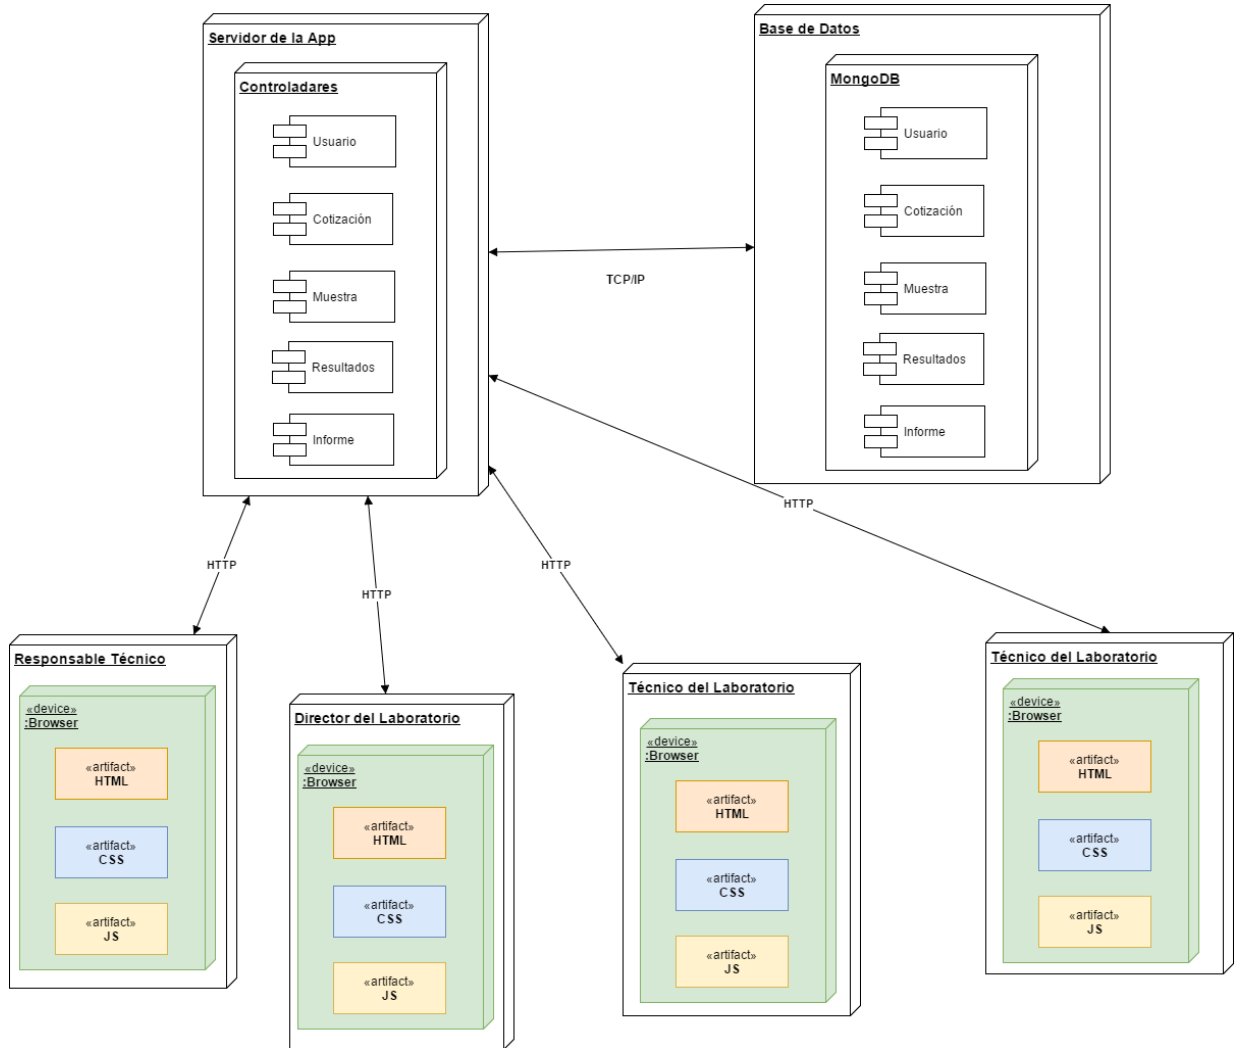 Servidor de la App
Controladares
Usuario
Cotización
Muestra
Resultados
Informe
Base de Datos
MongoDB
Usuario
Cotización
Muestra
Resultados
Informe
TCP/IP
HTTP
HTTP
HTTP
HTTP
Responsable Técnico
«device»
:Browser
«artifact»
HTML
«artifact»
CSS
«artifact»
JS
Director del Laboratorio
«device»
:Browser
«artifact»
HTML
«artifact»
CSS
«artifact»
JS
Técnico del Laboratorio
«device»
:Browser
«artifact»
HTML
«artifact»
CSS
«artifact»
JS
Técnico del Laboratorio
«device»
:Browser
«artifact»
HTML
«artifact»
CSS
«artifact»
JS